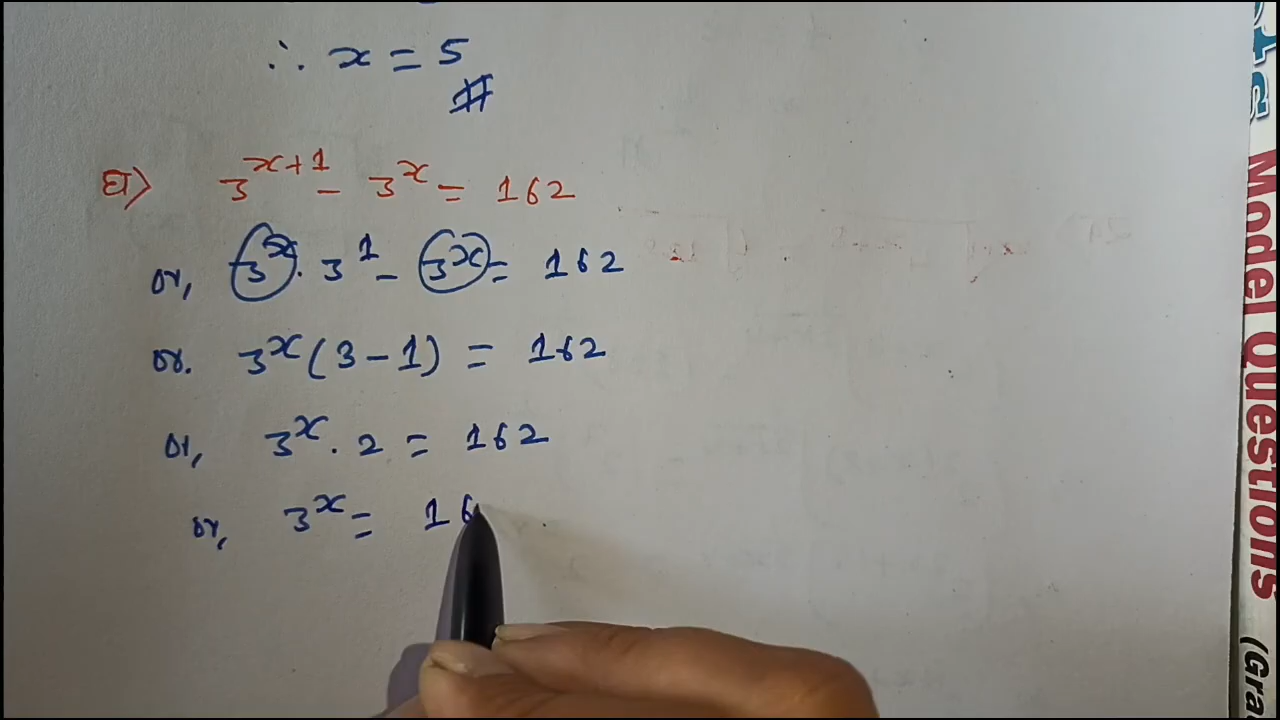 ∴ x = 5
घ) 3^{x+1} - 3^x = 162
or, 3^x · 3^1 - 3^x = 162
or. 3^x (3 - 1) = 162
or, 3^x · 2 = 162
or, 3^x = 16
Model Questions
(Gra